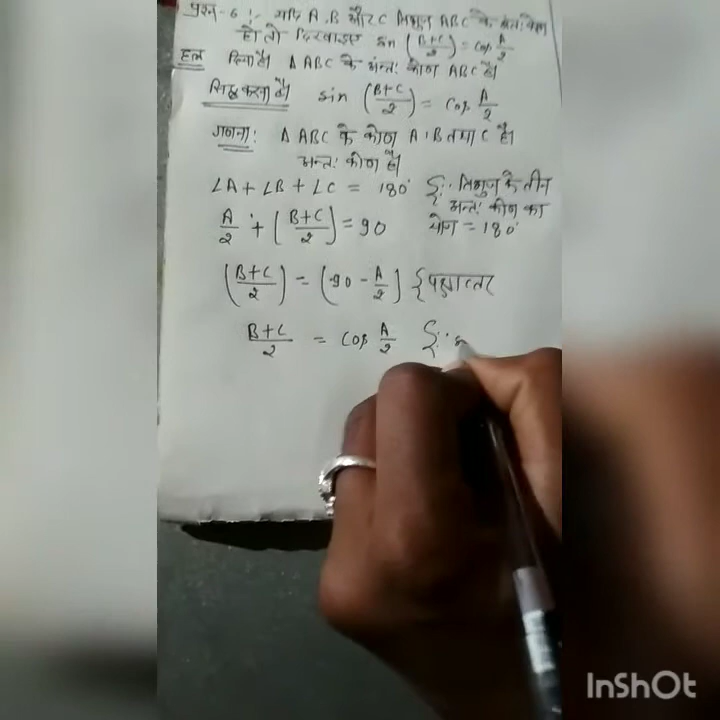 प्रश्न-6 :- यदि A, B और C त्रिभुज ABC के अंतः कोण
हो तो दिखाइए sin (B+C/2) = cos A/2
हल दिया है। Δ ABC के अंतः कोण ABC है।
सिद्ध करना है। sin (B+C/2) = cos A/2
गणना: Δ ABC के कोण A, B तथा C है।
अन्तः कोण है।
∠A + ∠B + ∠C = 180° {∵ त्रिभुज के तीन
अन्तः कोण का
योग = 180°
A/2 + (B+C/2) = 90
(B+C/2) = (90 - A/2) { पक्षान्तर
B+C/2 = cos A/2 {∵
InShOt